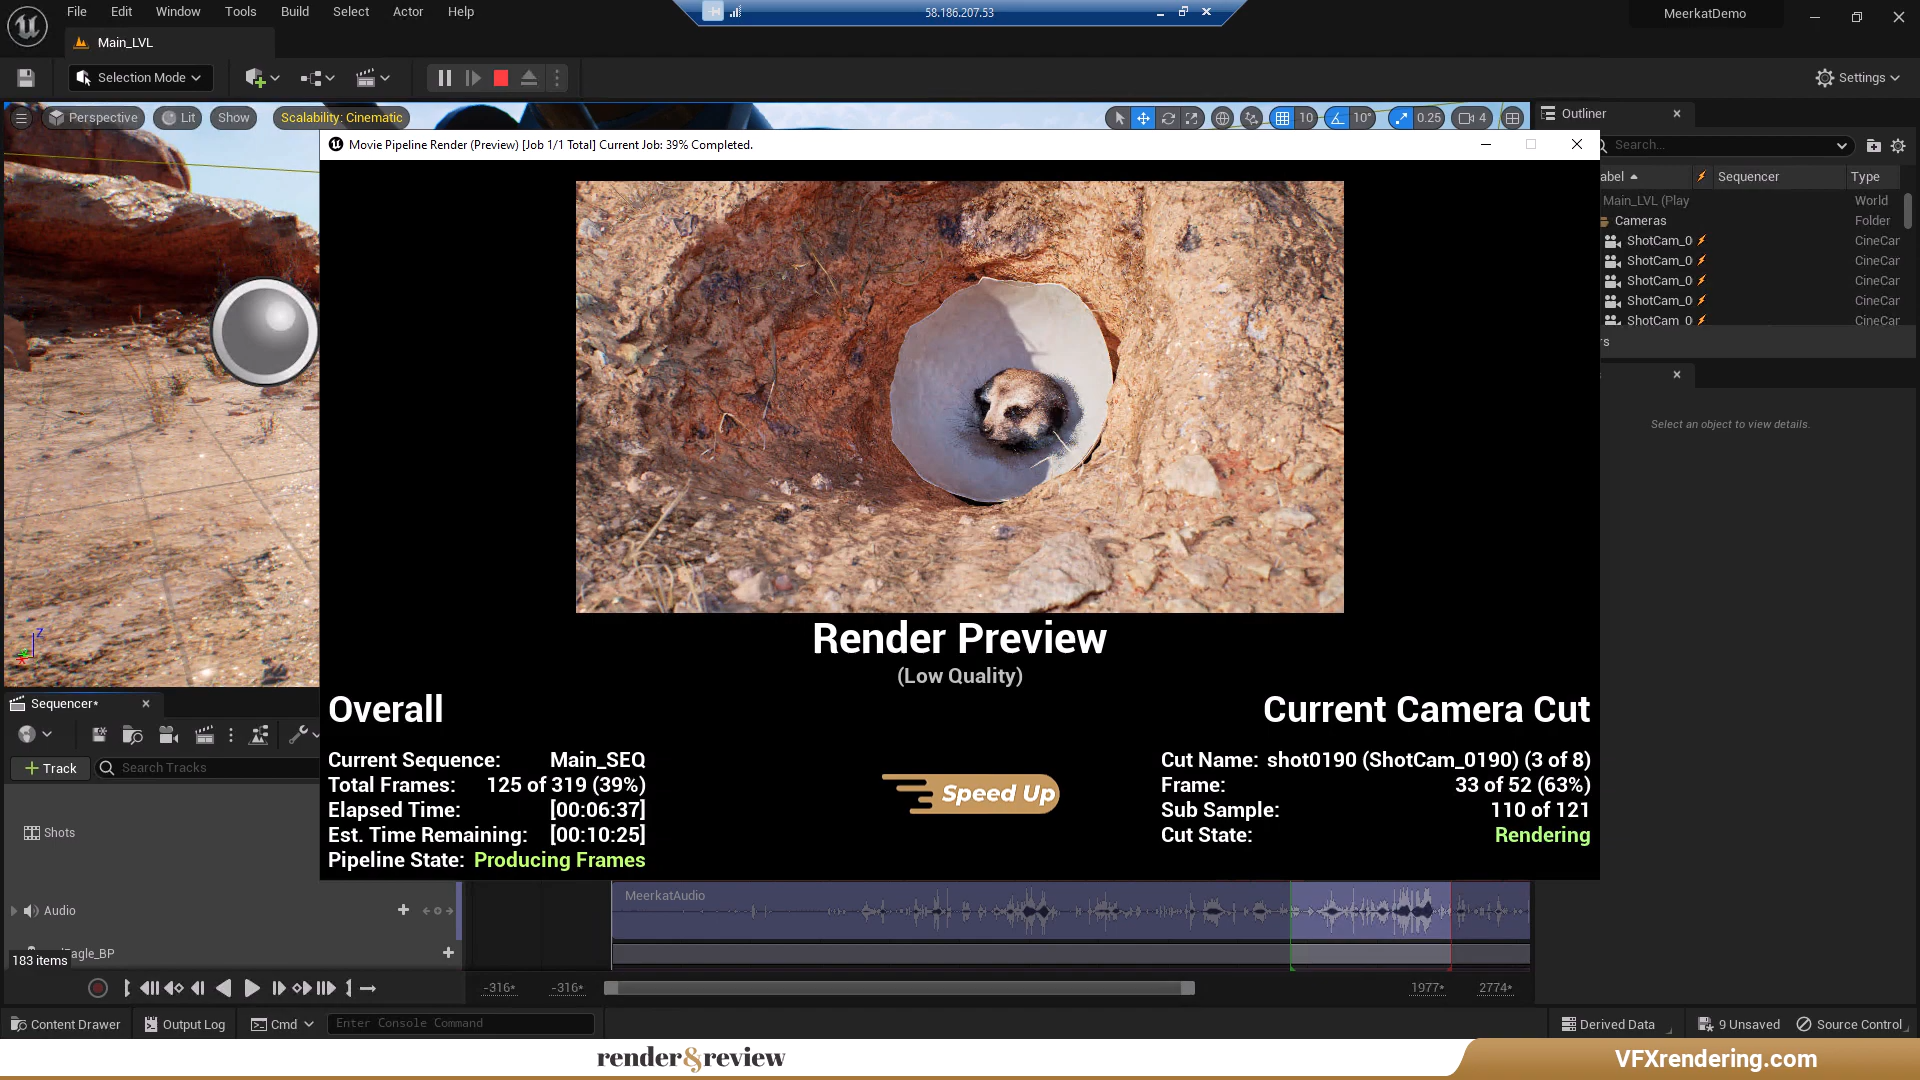 File Edit Window Tools Build Select Actor Help
58.186.207.53
MeerkatDemo
Main_LVL
Selection Mode
Settings
Perspective Lit Show Scalability: Cinematic
10 10° 0.25 4
Outliner
Movie Pipeline Render (Preview) [Job 1/1 Total] Current Job: 39% Completed.
Search...
abel Sequencer Type
Main_LVL (Play World
Cameras Folder
ShotCam_0 CineCar
ShotCam_0 CineCar
ShotCam_0 CineCar
ShotCam_0 CineCar
ShotCam_0 CineCar
rs
Select an object to view details.
Z
Render Preview
(Low Quality)
Overall
Current Sequence: Main_SEQ
Total Frames: 125 of 319 (39%)
Elapsed Time: [00:06:37]
Est. Time Remaining: [00:10:25]
Pipeline State: Producing Frames
Speed Up
Current Camera Cut
Cut Name: shot0190 (ShotCam_0190) (3 of 8)
Frame: 33 of 52 (63%)
Sub Sample: 110 of 121
Cut State: Rendering
Sequencer*
Track Search Tracks
Shots
MeerkatAudio
Audio
agle_BP
183 items
-316* -316* 1977* 2774*
Content Drawer Output Log Cmd Enter Console Command Derived Data 9 Unsaved Source Control
render&review
VFXrendering.com